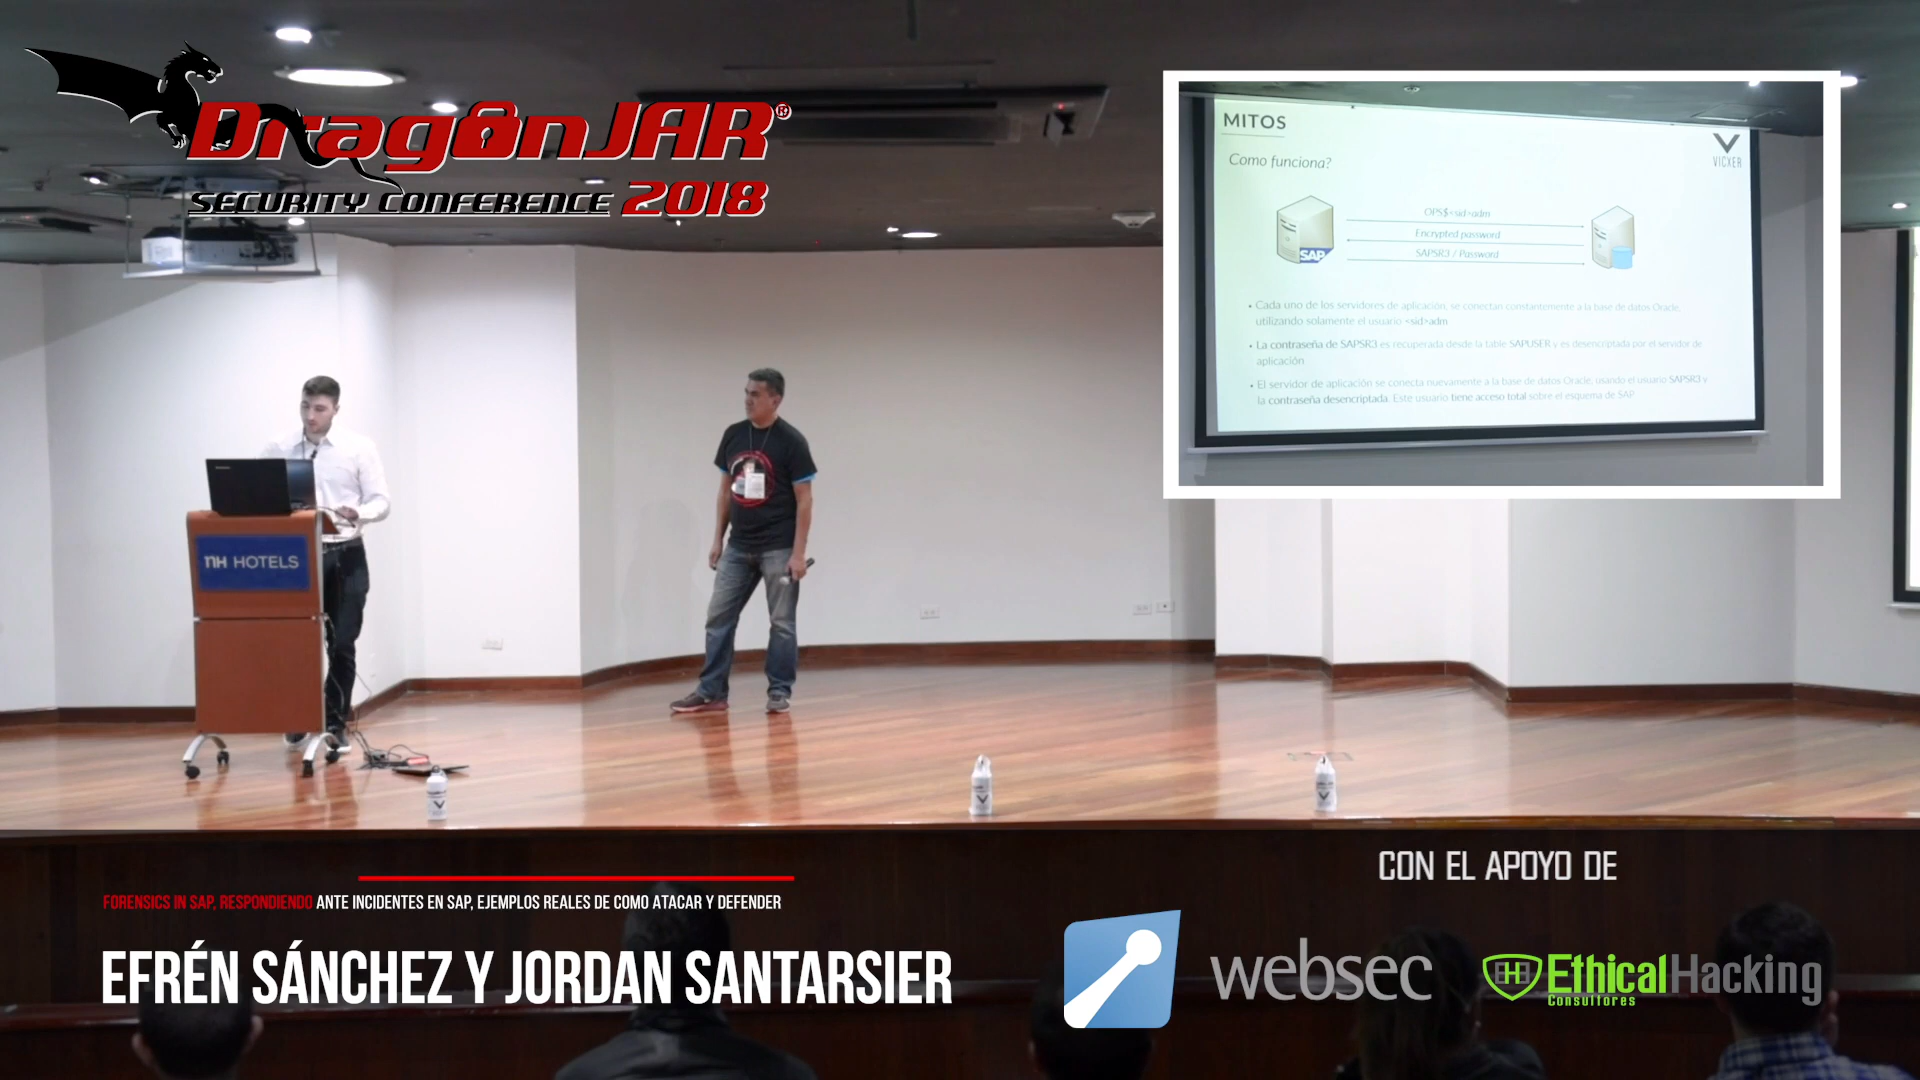 DragonJAR®
SECURITY CONFERENCE 2018
MITOS
VICXER
Como funciona?
OPS$<sid>adm
Encrypted password
SAPSR3 / Password
SAP
• Cada uno de los servidores de aplicación, se conectan constantemente a la base de datos Oracle,
utilizando solamente el usuario <sid>adm
• La contraseña de SAPSR3 es recuperada desde la table SAPUSER y es desencriptada por el servidor de
aplicación
• El servidor de aplicación se conecta nuevamente a la base de datos Oracle, usando el usuario SAPSR3 y
la contraseña desencriptada. Este usuario tiene acceso total sobre el esquema de SAP
nH HOTELS
CON EL APOYO DE
FORENSICS IN SAP, RESPONDIENDO ANTE INCIDENTES EN SAP, EJEMPLOS REALES DE COMO ATACAR Y DEFENDER
EFRÉN SÁNCHEZ Y JORDAN SANTARSIER
websec
EHC EthicalHacking
Consultores